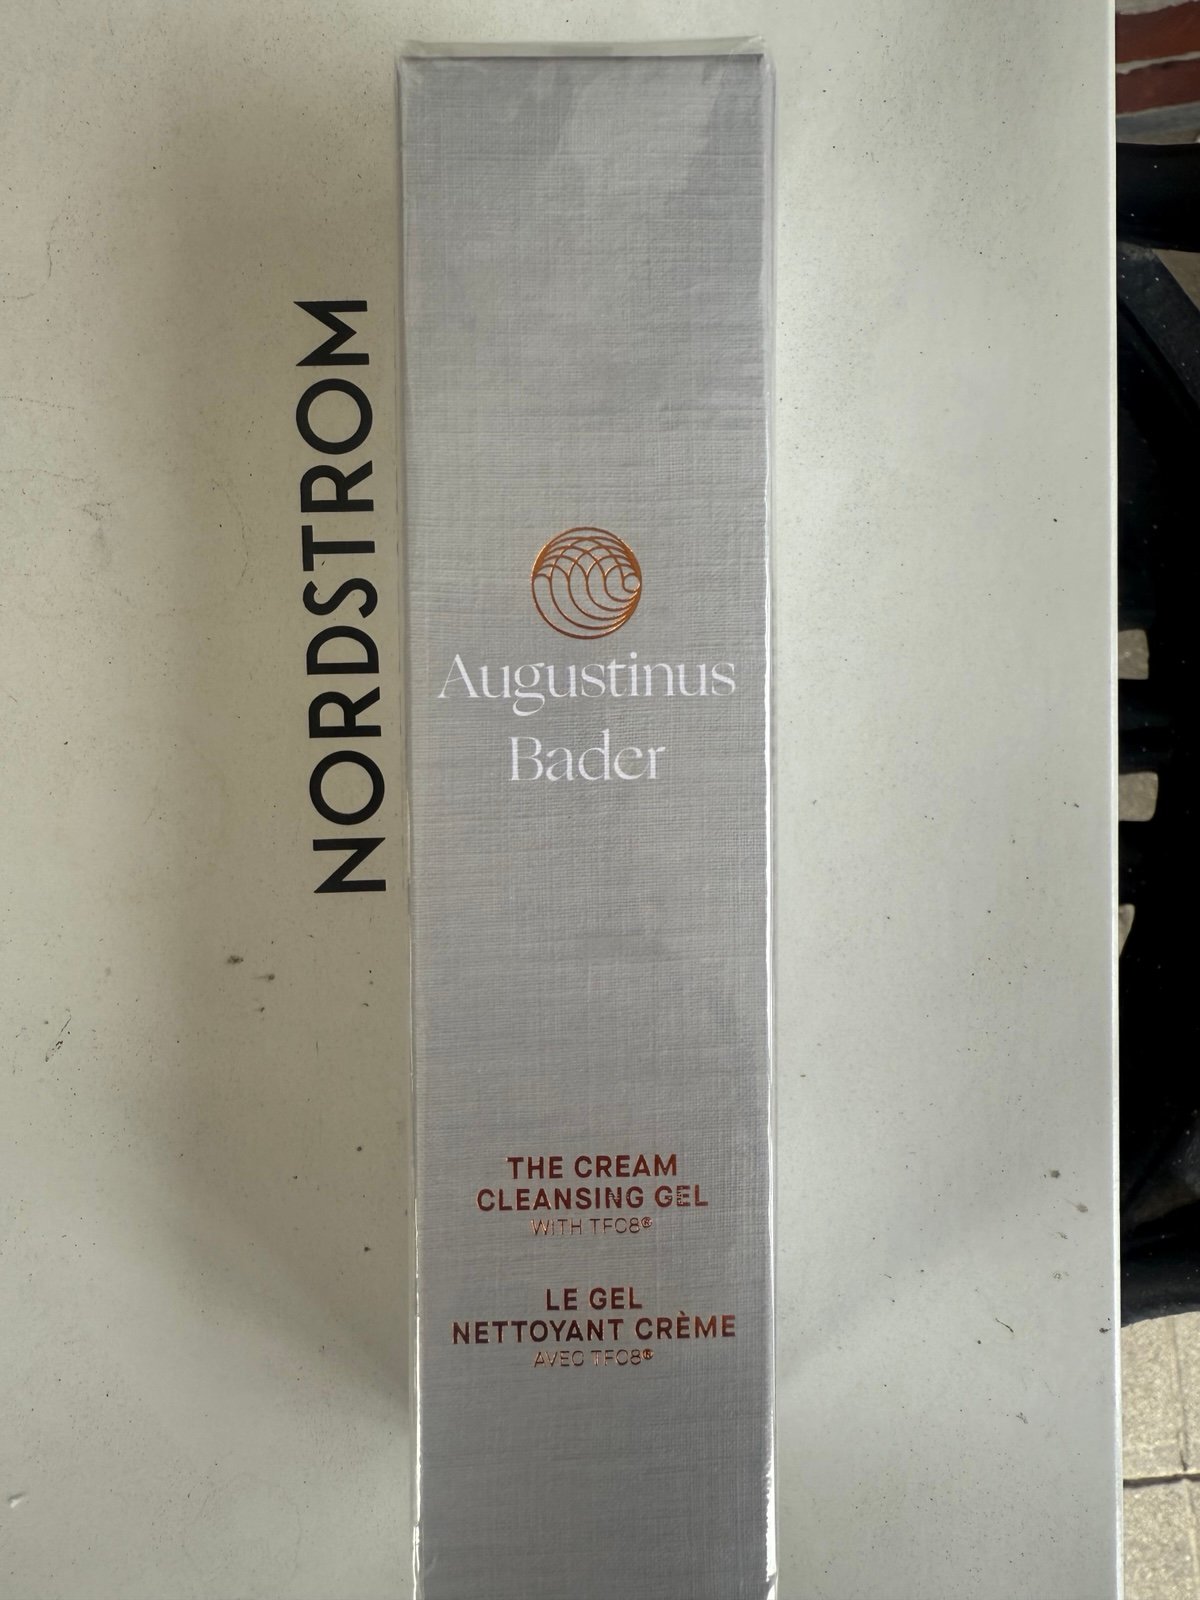 NORDSTROM
Augustinus
Bader
THE CREAM
CLEANSING GEL
WITH TFC8®
LE GEL
NETTOYANT CRÈME
AVEC TFC8®